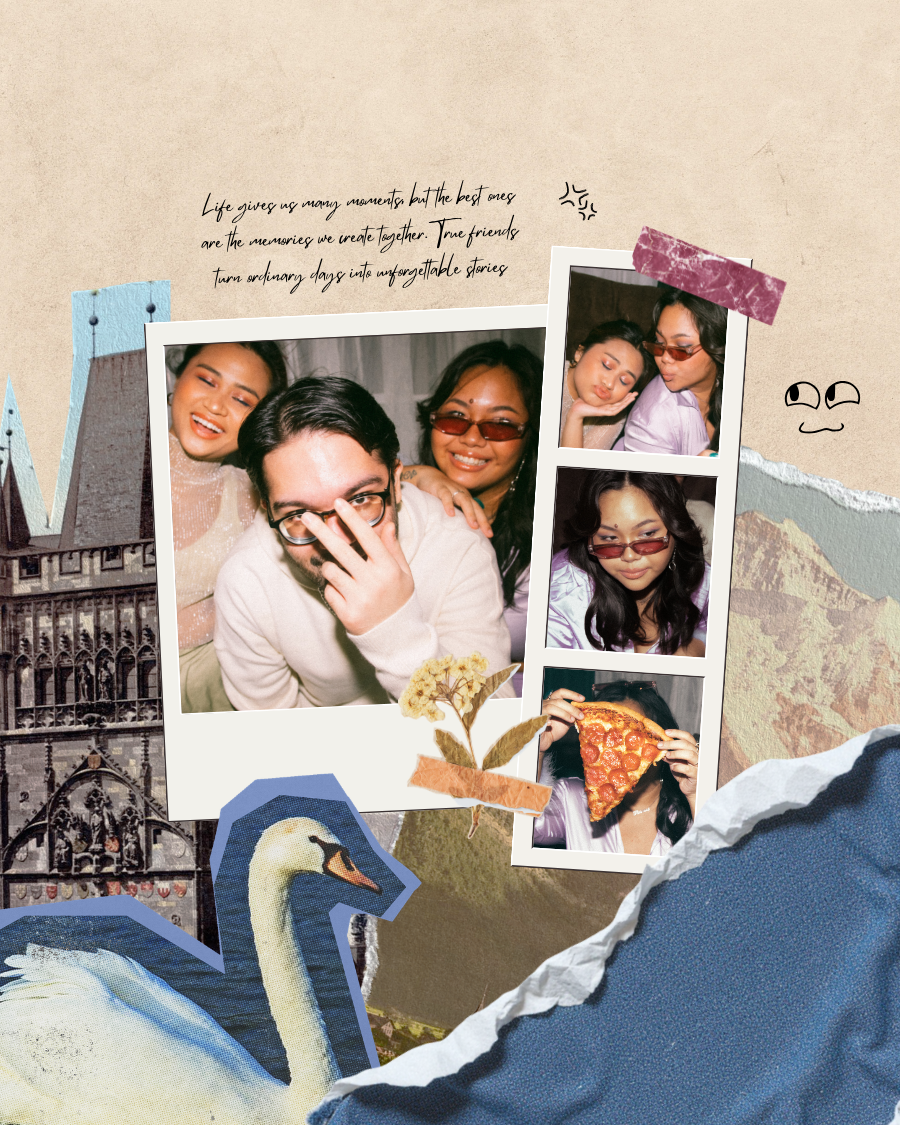 Life gives us many moments, but the best ones
are the memories we create together. True friends
turn ordinary days into unforgettable stories